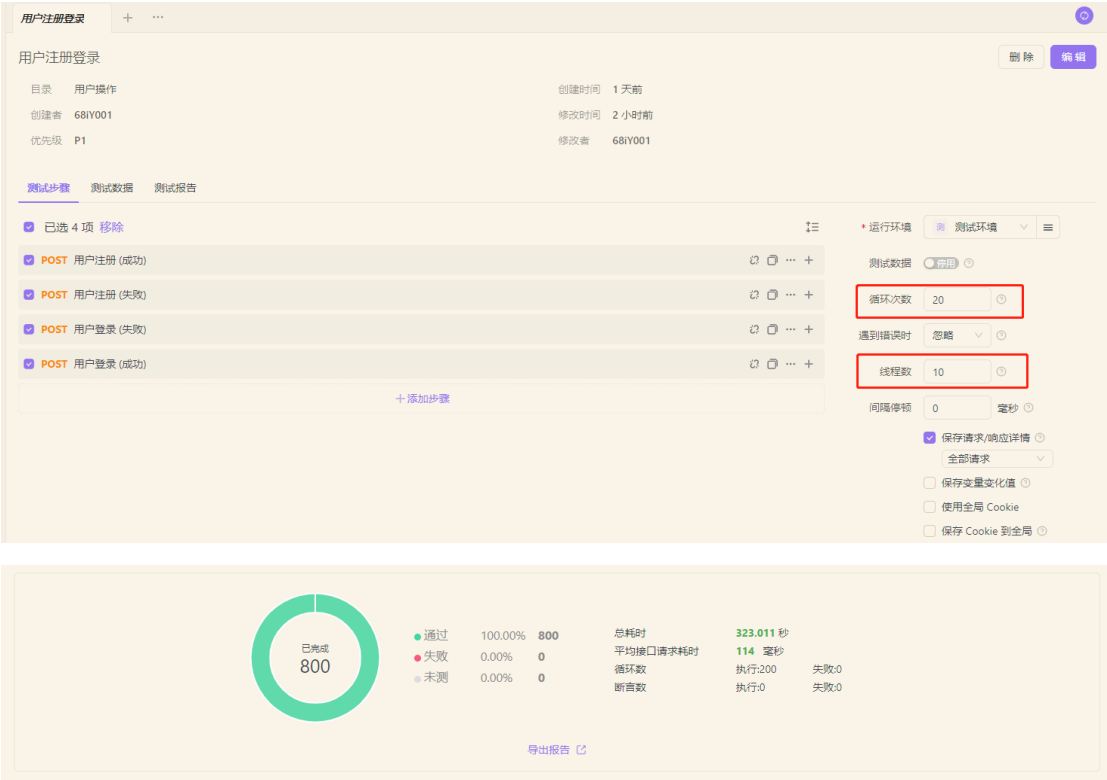 用户注册登录
用户注册登录
删 除 编 辑
目录 用户操作 创建时间 1 天前
创建者 68iY001 修改时间 2 小时前
优先级 P1 修改者 68iY001
测试步骤 测试数据 测试报告
已选 4 项 移除
* 运行环境 测 测试环境
POST 用户注册 (成功)
测试数据 停用
POST 用户注册 (失败)
循环次数 20
POST 用户登录 (失败)
遇到错误时 忽略
POST 用户登录 (成功)
线程数 10
+ 添加步骤
间隔停顿 0 毫秒
保存请求/响应详情
全部请求
保存变量变化值
使用全局 Cookie
保存 Cookie 到全局
已完成
800
通过 100.00% 800
失败 0.00% 0
未测 0.00% 0
总耗时 323.011 秒
平均接口请求耗时 114 毫秒
循环数 执行:200 失败:0
断言数 执行:0 失败:0
导出报告